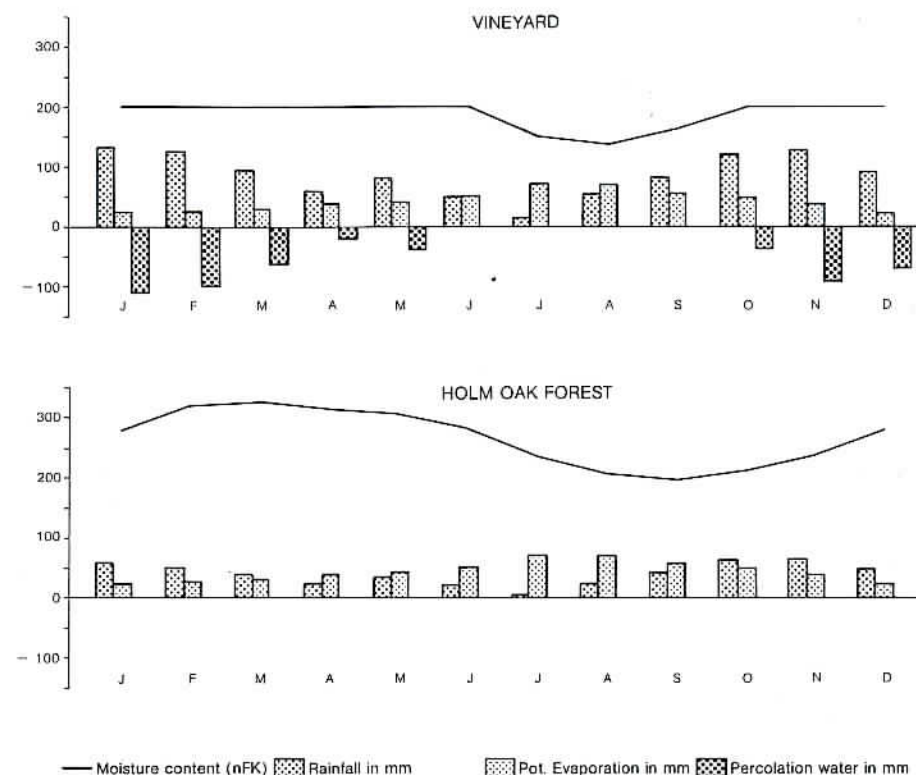 VINEYARD
300
200
100
0
– 100
J F M A M J J A S O N D
HOLM OAK FOREST
300
200
100
0
– 100
J F M A M J J A S O N D
Moisture content (nFK) Rainfall in mm Pot. Evaporation in mm Percolation water in mm